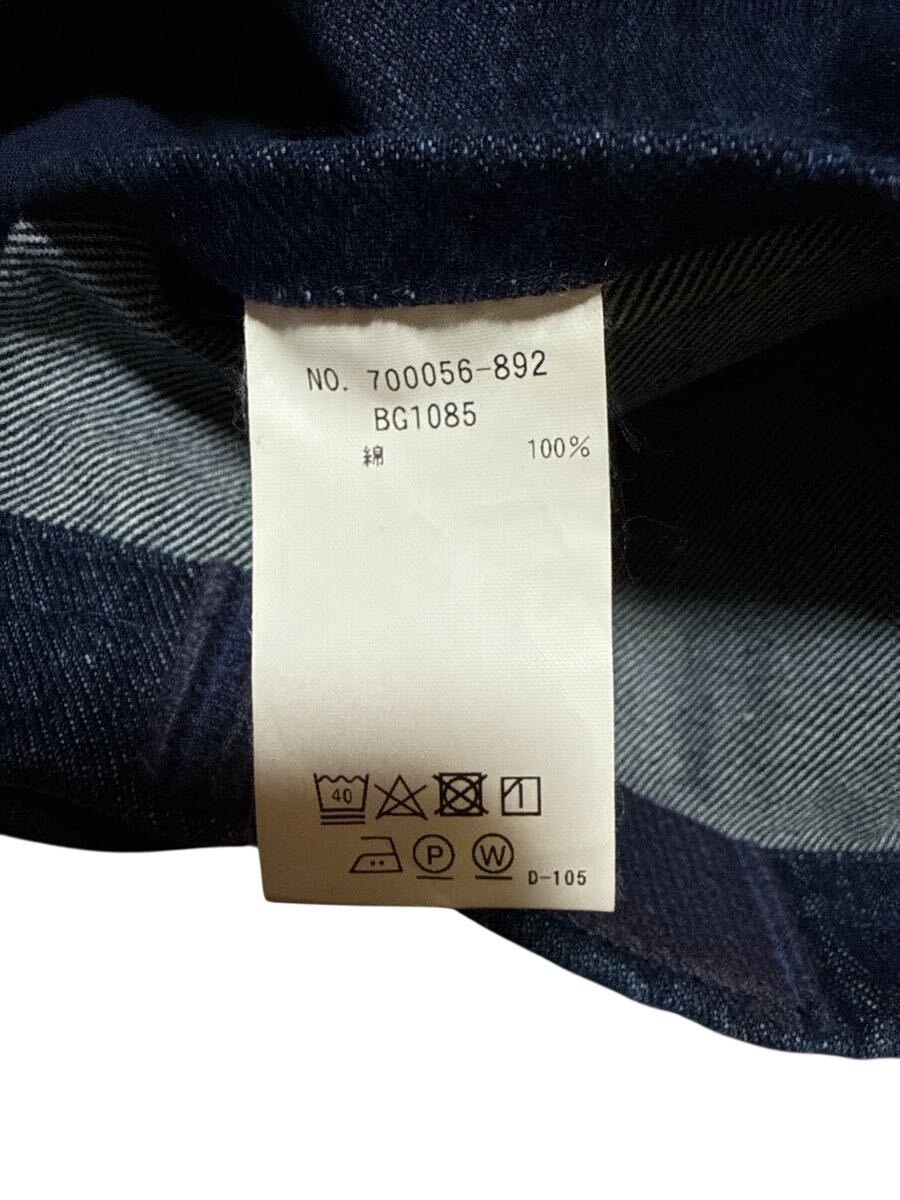 NO. 700056-892
BG1085
綿 100%
40
P W D-105